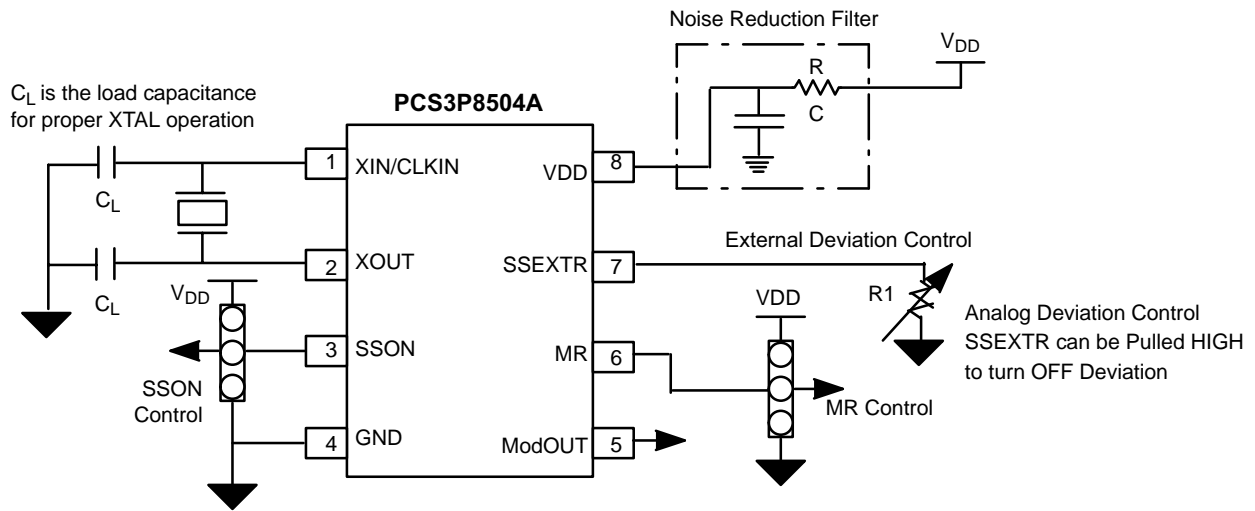 Noise Reduction Filter
V_DD
R
C
C_L is the load capacitance
for proper XTAL operation
PCS3P8504A
1
XIN/CLKIN
VDD
8
C_L
External Deviation Control
2
XOUT
SSEXTR
7
C_L
V_DD
R1
VDD
Analog Deviation Control
SSEXTR can be Pulled HIGH
to turn OFF Deviation
3
SSON
MR
6
SSON
Control
MR Control
4
GND
ModOUT
5